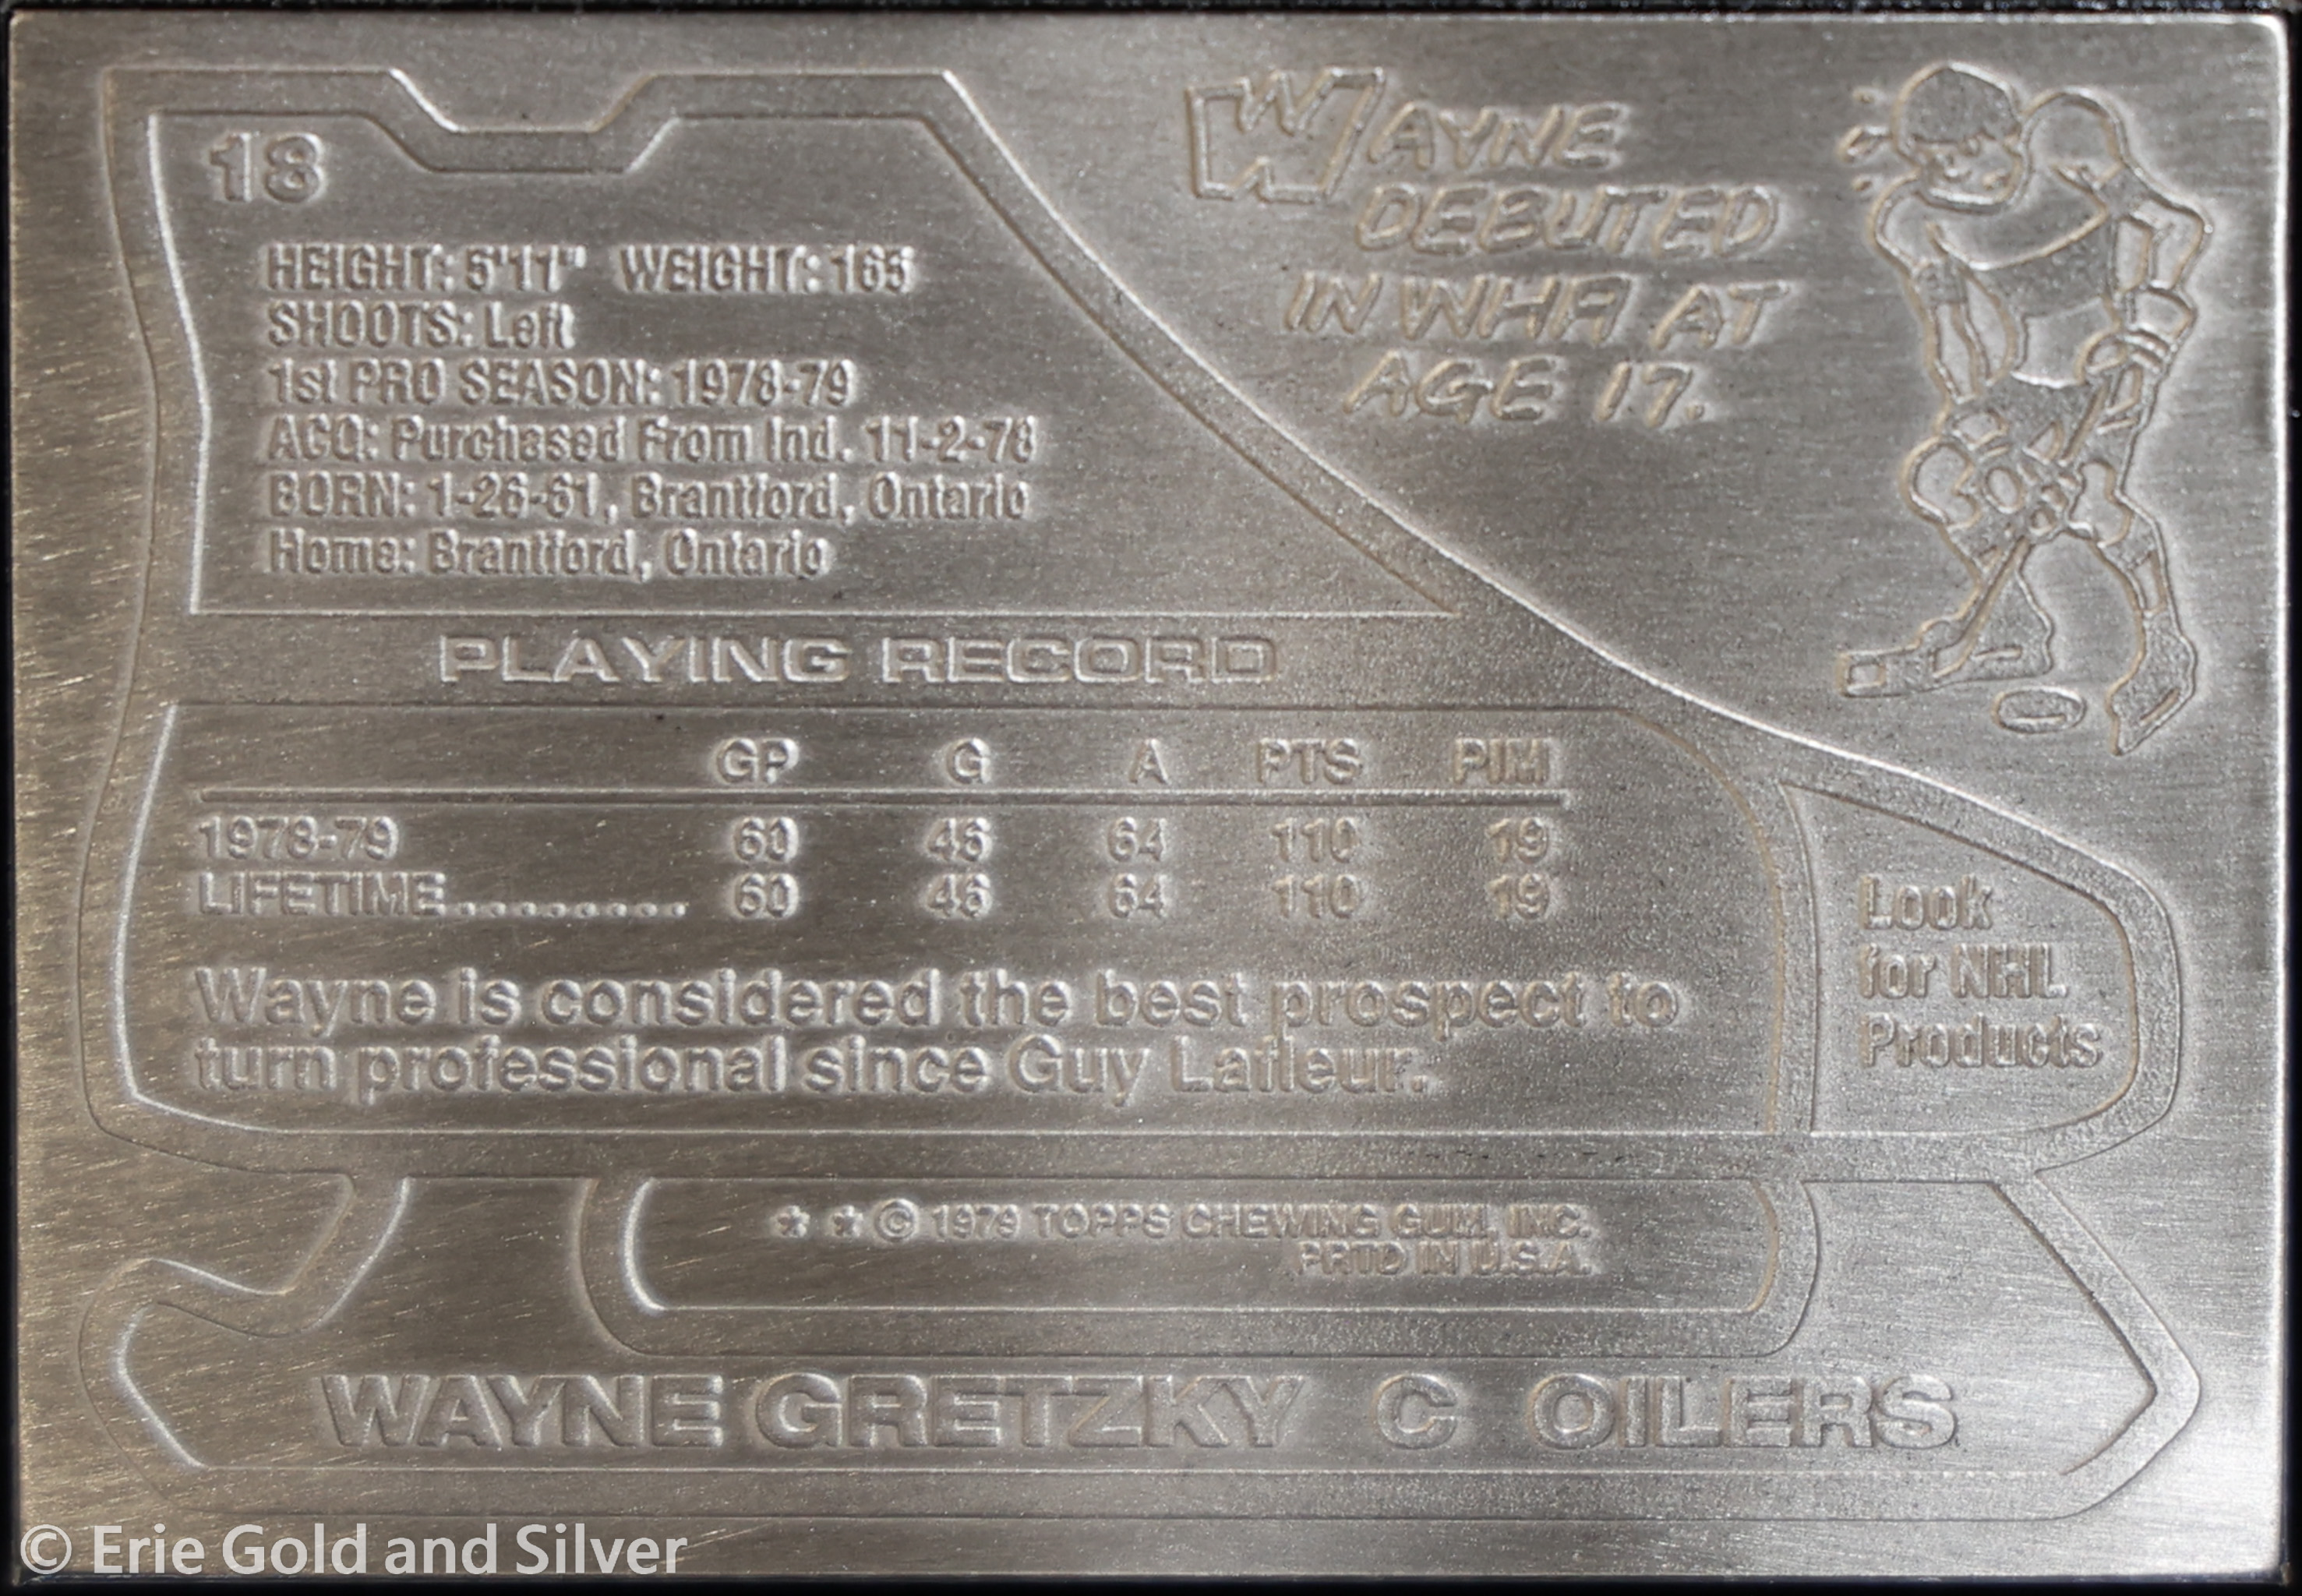 18
HEIGHT: 5'11" WEIGHT: 165
SHOOTS: Left
1st PRO SEASON: 1978-79
ACQ: Purchased From Ind. 11-2-78
BORN: 1-26-61, Brantford, Ontario
Home: Brantford, Ontario
WAYNE
DEBUTED
IN WHA AT
AGE 17.
PLAYING RECORD
GP G A PTS PIM
1978-79 60 46 64 110 19
LIFETIME......... 60 46 64 110 19
Wayne is considered the best prospect to
turn professional since Guy Lafleur.
Look
for NHL
Products
* * © 1979 TOPPS CHEWING GUM, INC.
PRTD IN U.S.A.
WAYNE GRETZKY C OILERS
© Erie Gold and Silver